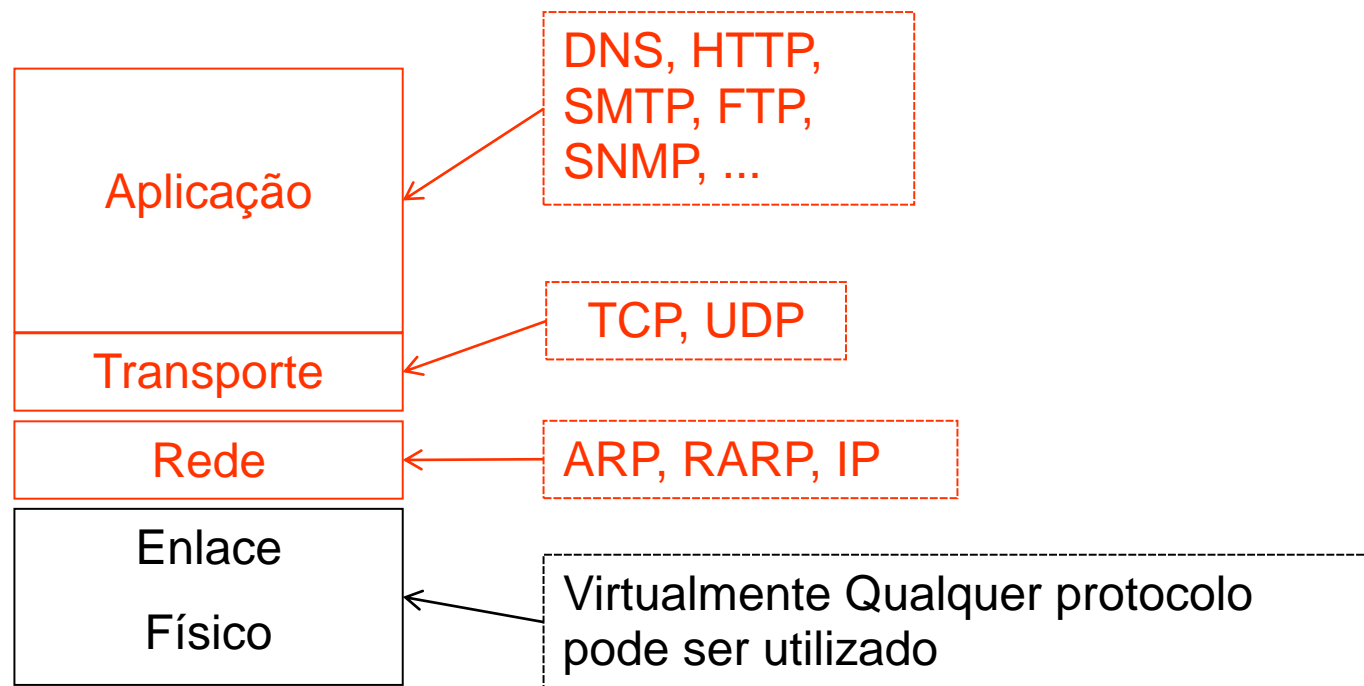 DNS, HTTP,
SMTP, FTP,
SNMP, ...
Aplicação
TCP, UDP
Transporte
Rede
ARP, RARP, IP
Enlace
Físico
Virtualmente Qualquer protocolo
pode ser utilizado